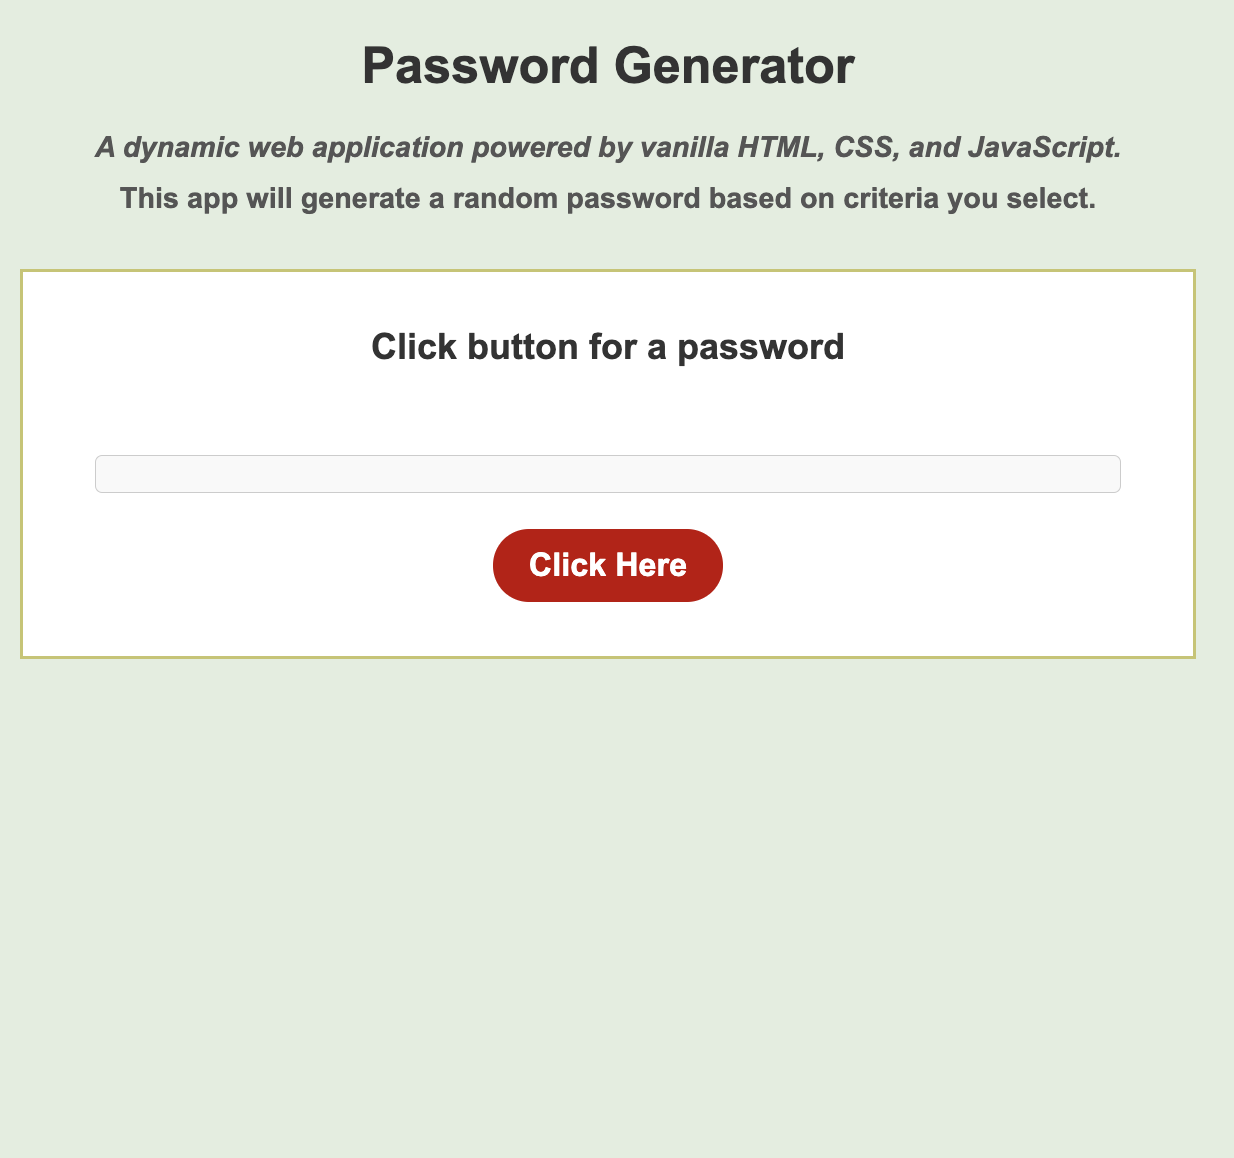 Password Generator
A dynamic web application powered by vanilla HTML, CSS, and JavaScript.
This app will generate a random password based on criteria you select.
Click button for a password
Click Here